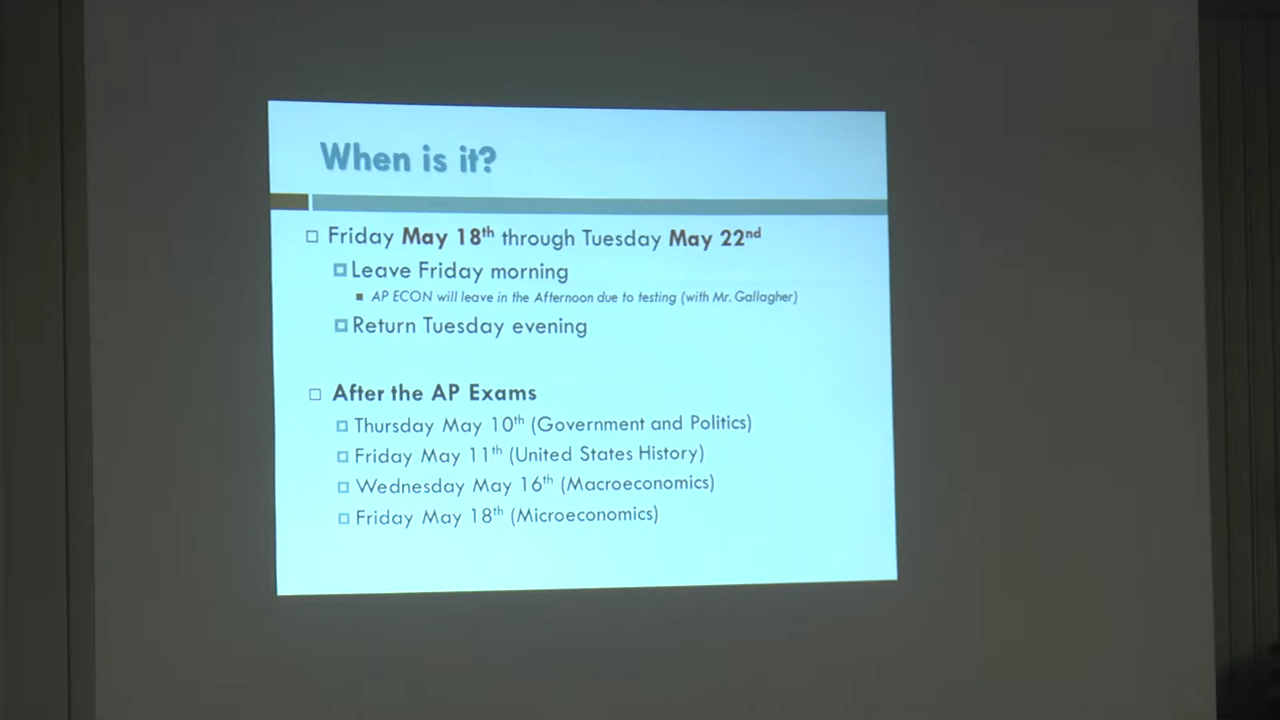 When is it?
Friday May 18th through Tuesday May 22nd
Leave Friday morning
AP ECON will leave in the Afternoon due to testing (with Mr. Gallagher)
Return Tuesday evening
After the AP Exams
Thursday May 10th (Government and Politics)
Friday May 11th (United States History)
Wednesday May 16th (Macroeconomics)
Friday May 18th (Microeconomics)